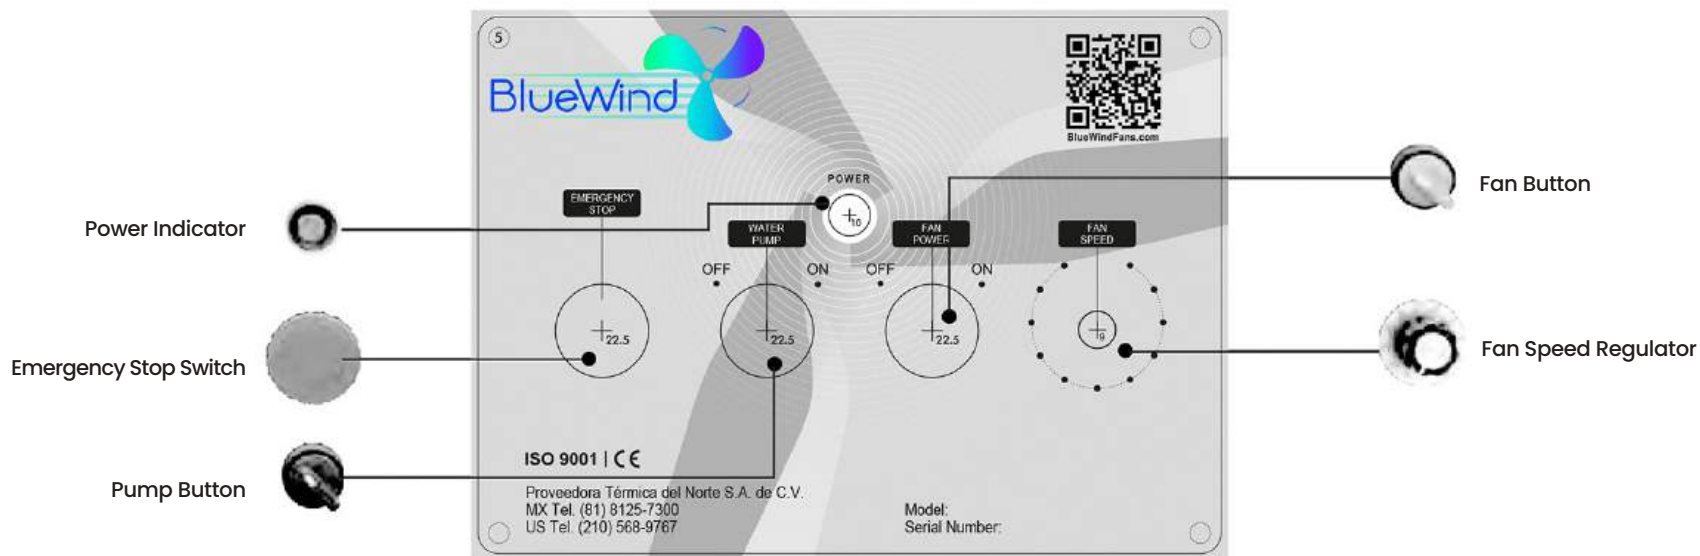 5
BlueWind
BlueWindFans.com
POWER
10
EMERGENCY
STOP
WATER
PUMP
FAN
POWER
FAN
SPEED
OFF
ON
OFF
ON
22.5
22.5
22.5
9
Power Indicator
Emergency Stop Switch
Pump Button
Fan Button
Fan Speed Regulator
ISO 9001 | CE
Proveedora Térmica del Norte S.A. de C.V.
MX Tel. (81) 8125-7300
US Tel. (210) 568-9767
Model:
Serial Number: